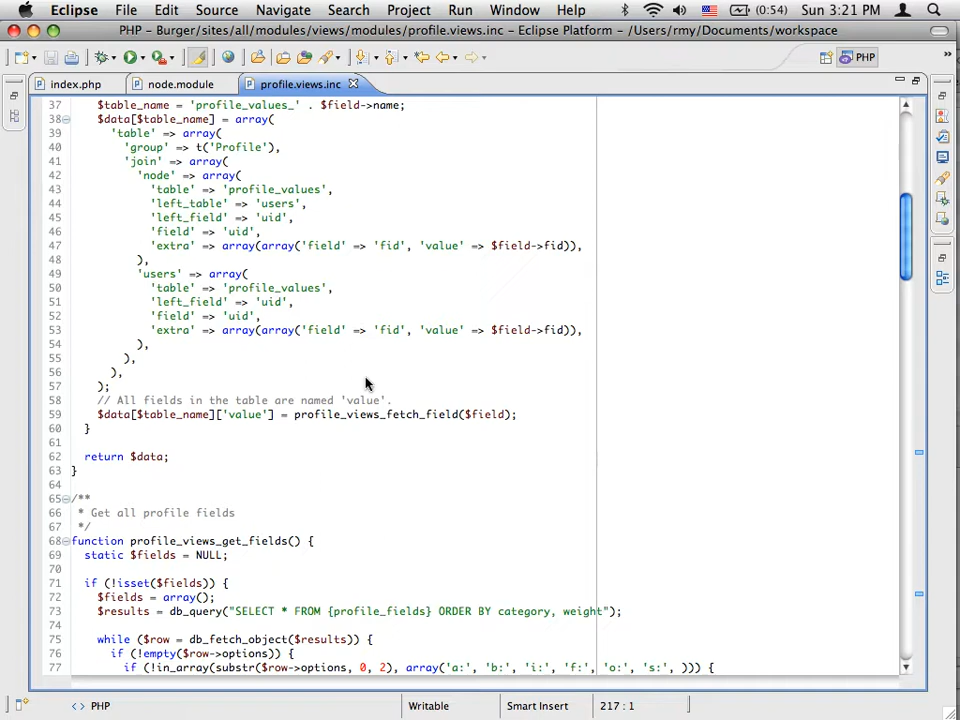 Eclipse File Edit Source Navigate Search Project Run Window Help (0:54) Sun 3:21 PM
PHP - Burger/sites/all/modules/views/modules/profile.views.inc - Eclipse Platform - /Users/rmy/Documents/workspace
PHP »
index.php node.module profile.views.inc
37 $table_name = 'profile_values_' . $field->name;
38 $data[$table_name] = array(
39 'table' => array(
40 'group' => t('Profile'),
41 'join' => array(
42 'node' => array(
43 'table' => 'profile_values',
44 'left_table' => 'users',
45 'left_field' => 'uid',
46 'field' => 'uid',
47 'extra' => array(array('field' => 'fid', 'value' => $field->fid)),
48 ),
49 'users' => array(
50 'table' => 'profile_values',
51 'left_field' => 'uid',
52 'field' => 'uid',
53 'extra' => array(array('field' => 'fid', 'value' => $field->fid)),
54 ),
55 ),
56 ),
57 );
58 // All fields in the table are named 'value'.
59 $data[$table_name]['value'] = profile_views_fetch_field($field);
60 }
61
62 return $data;
63 }
64
65 /**
66 * Get all profile fields
67 */
68 function profile_views_get_fields() {
69 static $fields = NULL;
70
71 if (!isset($fields)) {
72 $fields = array();
73 $results = db_query("SELECT * FROM {profile_fields} ORDER BY category, weight");
74
75 while ($row = db_fetch_object($results)) {
76 if (!empty($row->options)) {
77 if (!in_array(substr($row->options, 0, 2), array('a:', 'b:', 'i:', 'f:', 'o:', 's:', ))) {
<> PHP Writable Smart Insert 217 : 1